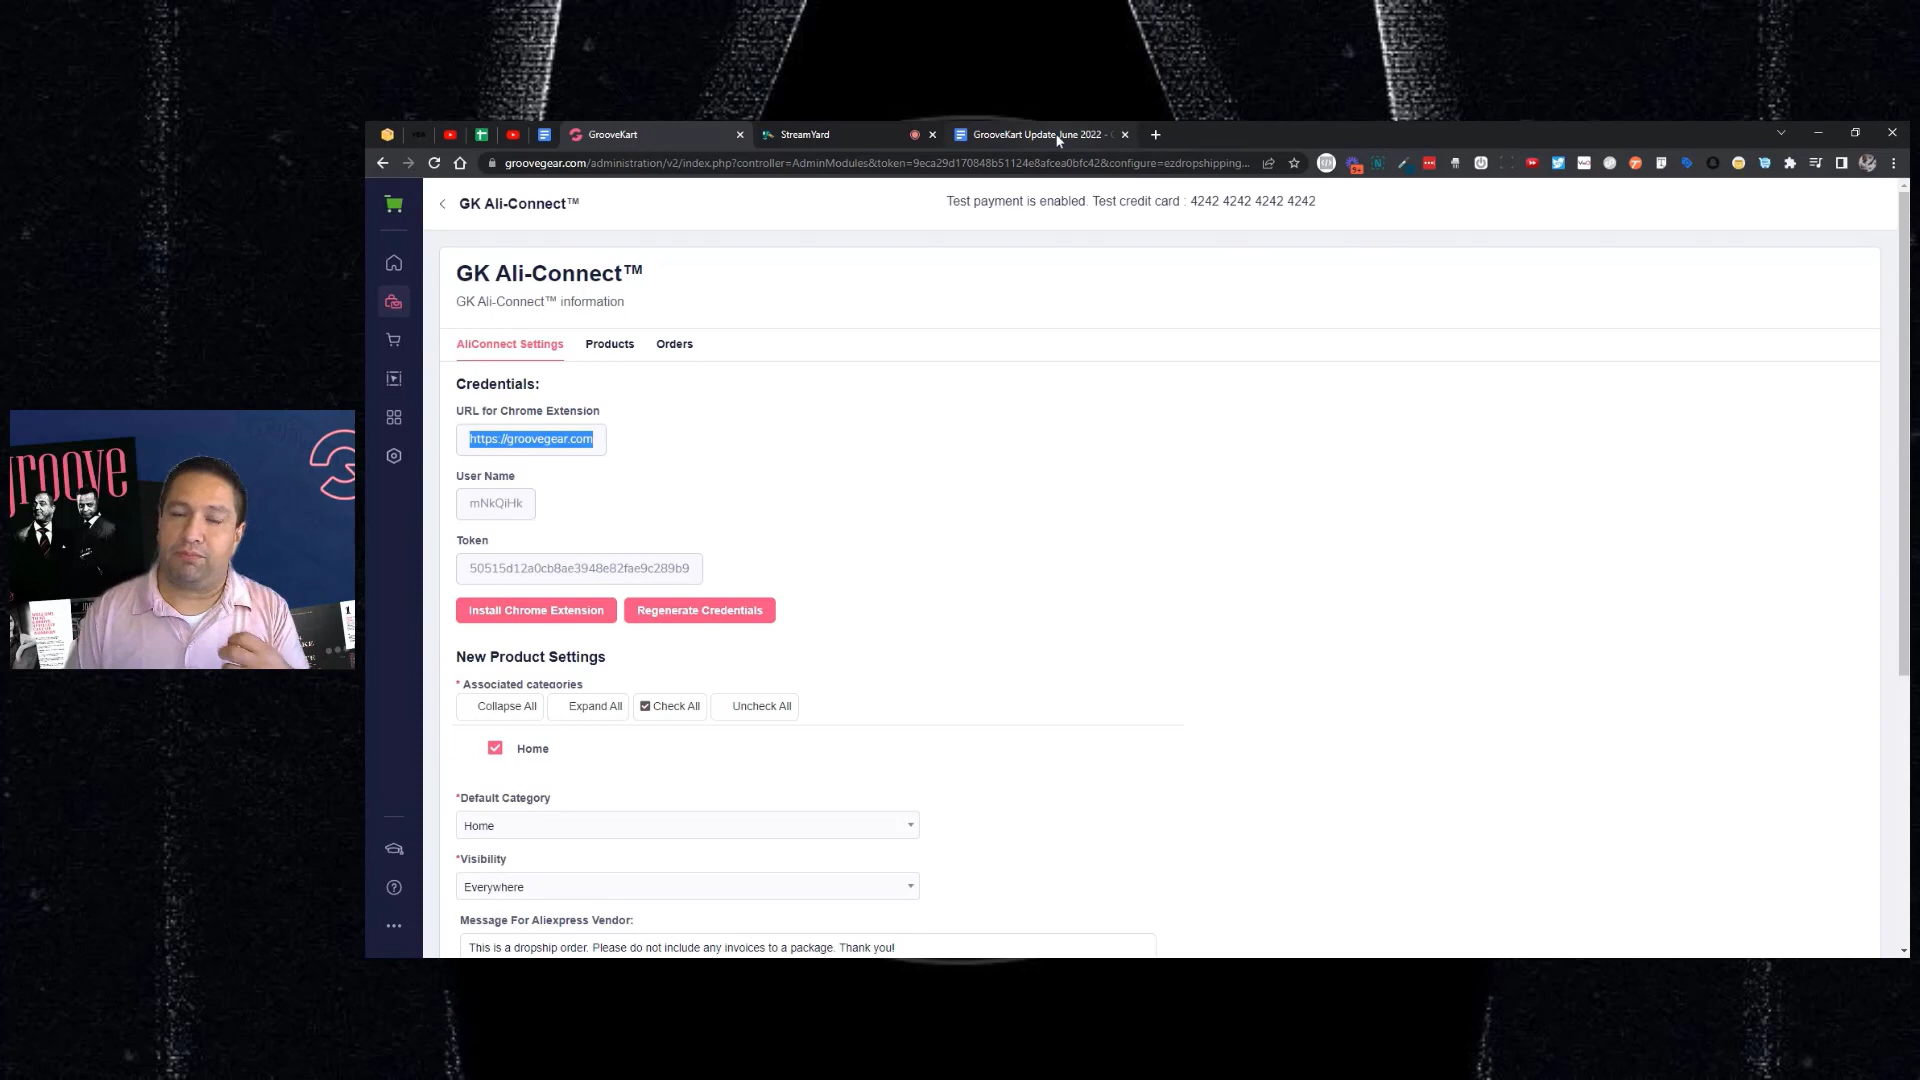 GrooveKart
StreamYard
GrooveKart Update June 2022 -
groovegear.com/administration/v2/index.php?controller=AdminModules&token=9eca29d170848b51124e8afcea0bfc42&configure=ezdropshipping...
GK Ali-Connect™
Test payment is enabled. Test credit card : 4242 4242 4242 4242
GK Ali-Connect™
GK Ali-Connect™ information
AliConnect Settings
Products
Orders
Credentials:
URL for Chrome Extension
https://groovegear.com
User Name
mNkQiHk
Token
50515d12a0cb8ae3948e82fae9c289b9
Install Chrome Extension
Regenerate Credentials
New Product Settings
* Associated categories
Collapse All
Expand All
Check All
Uncheck All
Home
*Default Category
Home
*Visibility
Everywhere
Message For Aliexpress Vendor:
This is a dropship order. Please do not include any invoices to a package. Thank you!
groove